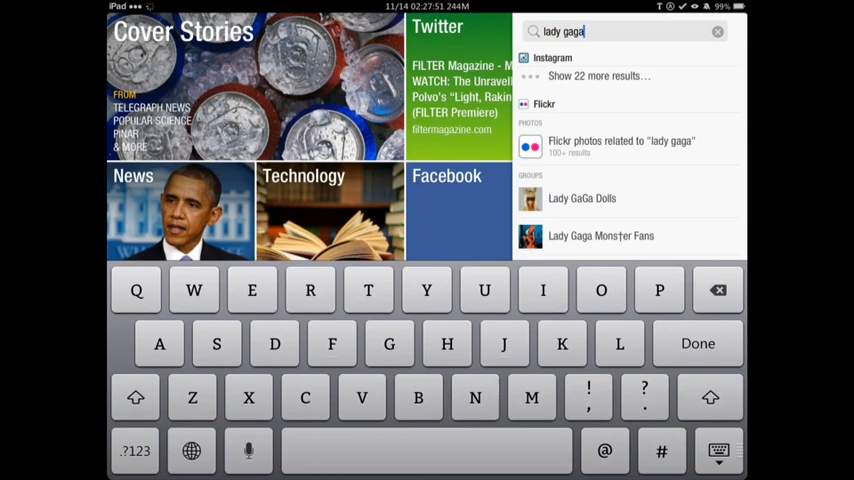 iPad
11/14 02:27:51 244M
99%
Cover Stories
FROM
TELEGRAPH NEWS
POPULAR SCIENCE
PINAR
& MORE
Twitter
FILTER Magazine - M
WATCH: The Unravell
Polvo's “Light, Rakin
(FILTER Premiere)
filtermagazine.com
lady gaga
Instagram
Show 22 more results...
Flickr
PHOTOS
Flickr photos related to "lady gaga"
100+ results
GROUPS
Lady GaGa Dolls
Lady Gaga Mons†er Fans
News
Technology
Facebook
Q W E R T Y U I O P
A S D F G H J K L Done
Z X C V B N M ! , ? .
.?123 @ #